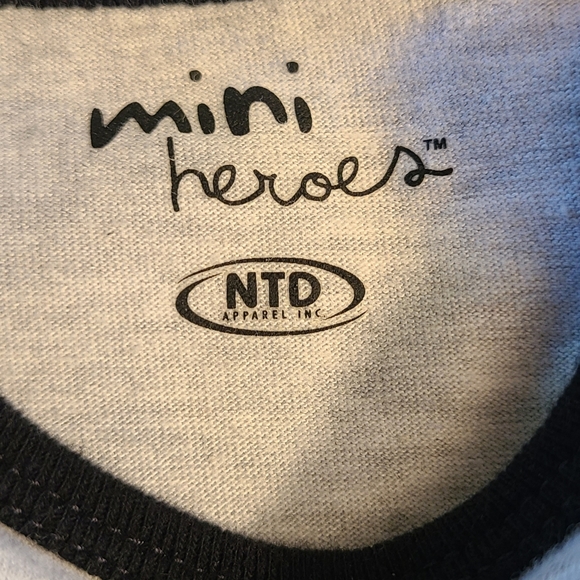 mini
heroes™
NTD
APPAREL INC.